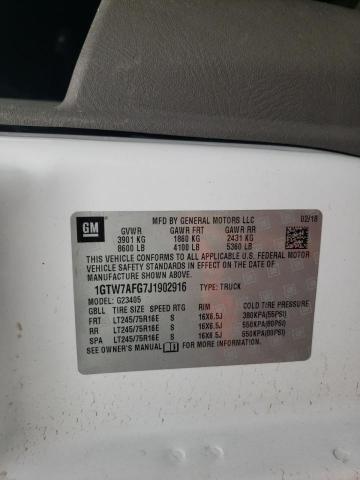 MFD BY GENERAL MOTORS LLC 02/18
GM
GVWR GAWR FRT GAWR RR
3901 KG 1860 KG 2431 KG
8600 LB 4100 LB 5360 LB
THIS VEHICLE CONFORMS TO ALL APPLICABLE U.S. FEDERAL
MOTOR VEHICLE SAFETY STANDARDS IN EFFECT ON THE DATE OF
MANUFACTURE SHOWN ABOVE.
1GTW7AFG7J1902916 TYPE: TRUCK
MODEL: G23405
GBLL TIRE SIZE SPEED RTG RIM COLD TIRE PRESSURE
FRT LT245/75R16E S 16X6.5J 380KPA(55PSI)
RR LT245/75R16E S 16X6.5J 550KPA(80PSI)
SPA LT245/75R16E S 16X6.5J 550KPA(80PSI)
SEE OWNER'S MANUAL FOR MORE INFORMATION